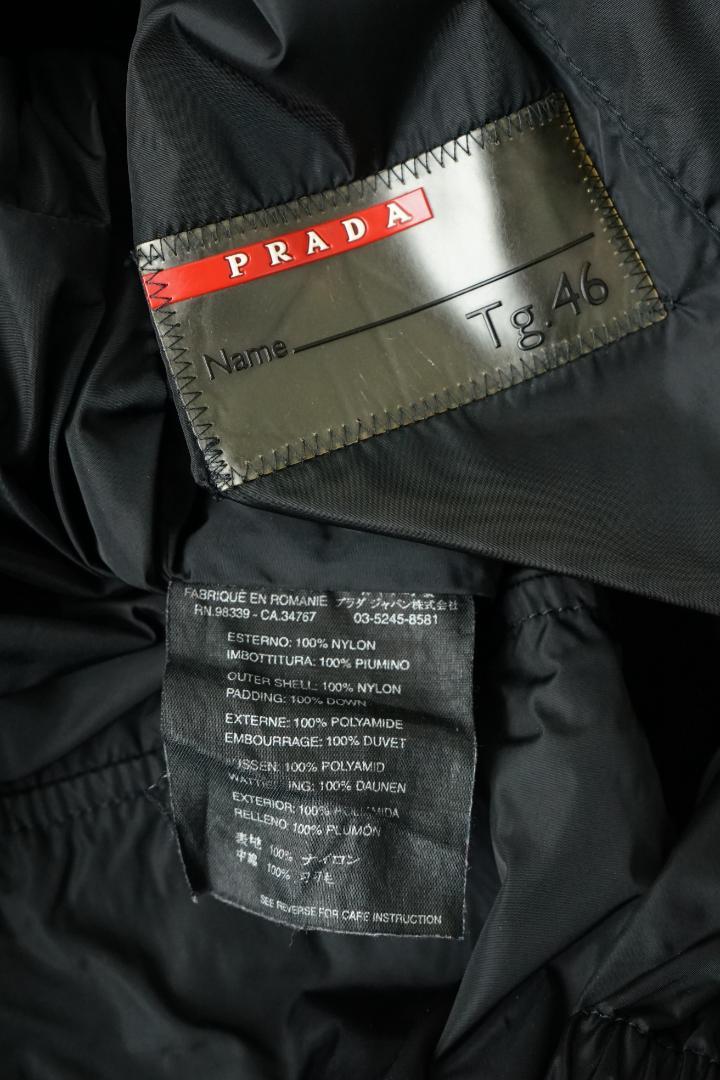 PRADA
Name
Tg.46
FABRIQUÉ EN ROMANIE プラダ ジャパン株式会社
RN.98339 - CA.34767 03-5245-8581
ESTERNO: 100% NYLON
IMBOTTITURA: 100% PIUMINO
OUTER SHELL: 100% NYLON
PADDING: 100% DOWN
EXTERNE: 100% POLYAMIDE
EMBOURRAGE: 100% DUVET
100% POLYAMID
100% DAUNEN
EXTERIOR: 100%
RELLENO: 100% PLUMÓN
表地 100% ナイロン
100%
SEE REVERSE FOR CARE INSTRUCTION